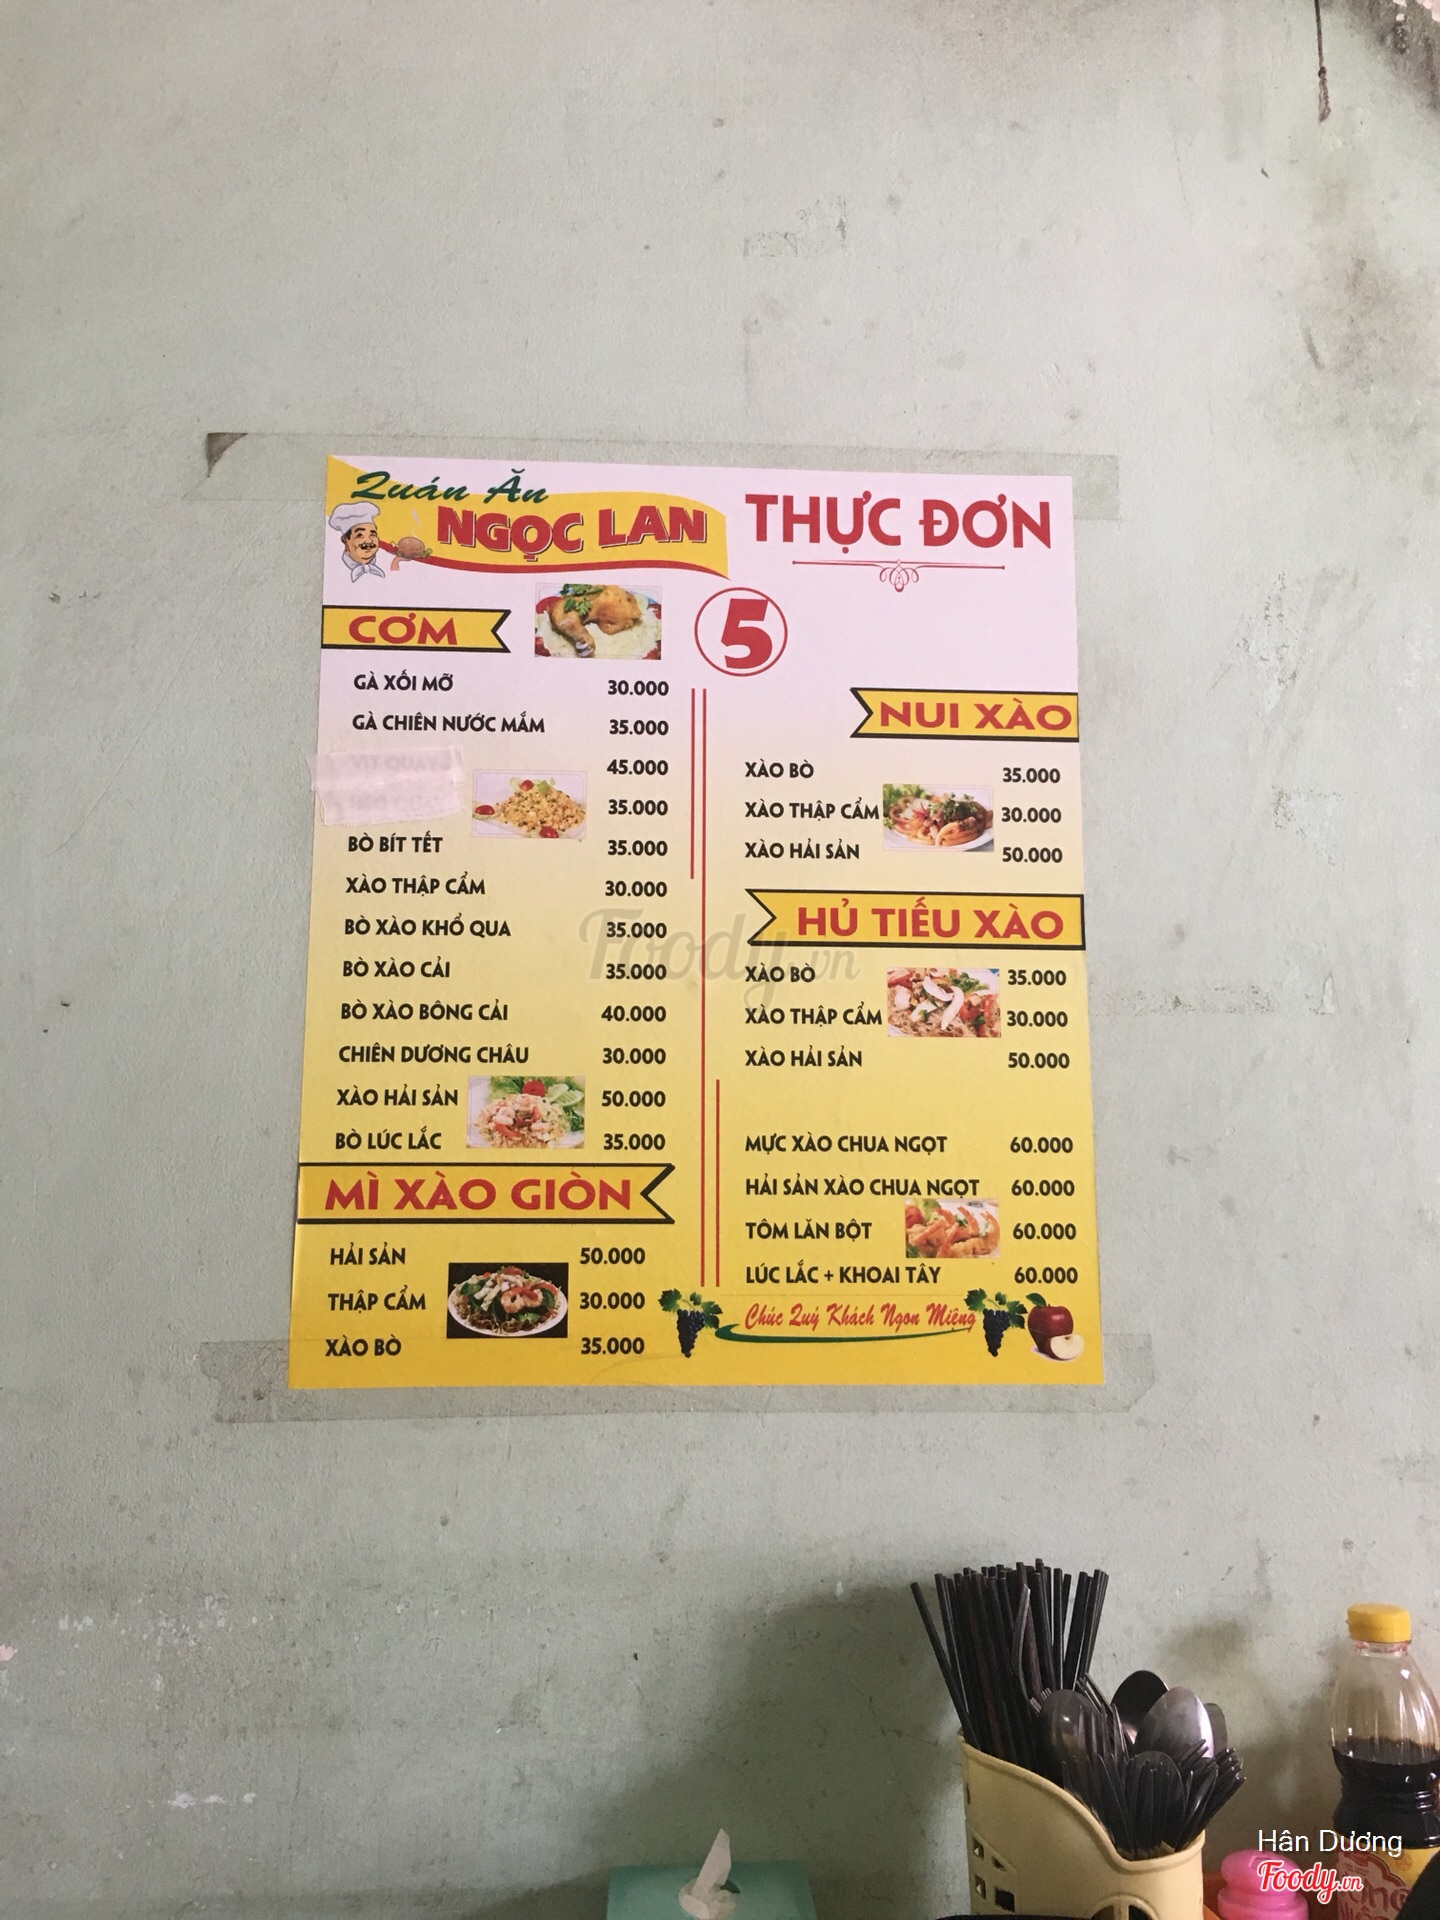 Quán Ăn
NGỌC LAN
THỰC ĐƠN
5
CƠM
GÀ XỐI MỠ 30.000
GÀ CHIÊN NƯỚC MẮM 35.000
45.000
35.000
BÒ BÍT TẾT 35.000
XÀO THẬP CẨM 30.000
BÒ XÀO KHỔ QUA 35.000
BÒ XÀO CẢI 35.000
BÒ XÀO BÔNG CẢI 40.000
CHIÊN DƯƠNG CHÂU 30.000
XÀO HẢI SẢN 50.000
BÒ LÚC LẮC 35.000
MÌ XÀO GIÒN
HẢI SẢN 50.000
THẬP CẨM 30.000
XÀO BÒ 35.000
NUI XÀO
XÀO BÒ 35.000
XÀO THẬP CẨM 30.000
XÀO HẢI SẢN 50.000
HỦ TIẾU XÀO
XÀO BÒ 35.000
XÀO THẬP CẨM 30.000
XÀO HẢI SẢN 50.000
MỰC XÀO CHUA NGỌT 60.000
HẢI SẢN XÀO CHUA NGỌT 60.000
TÔM LĂN BỘT 60.000
LÚC LẮC + KHOAI TÂY 60.000
Chúc Quý Khách Ngon Miệng
Foody.vn
Hân Dương
Foody.vn